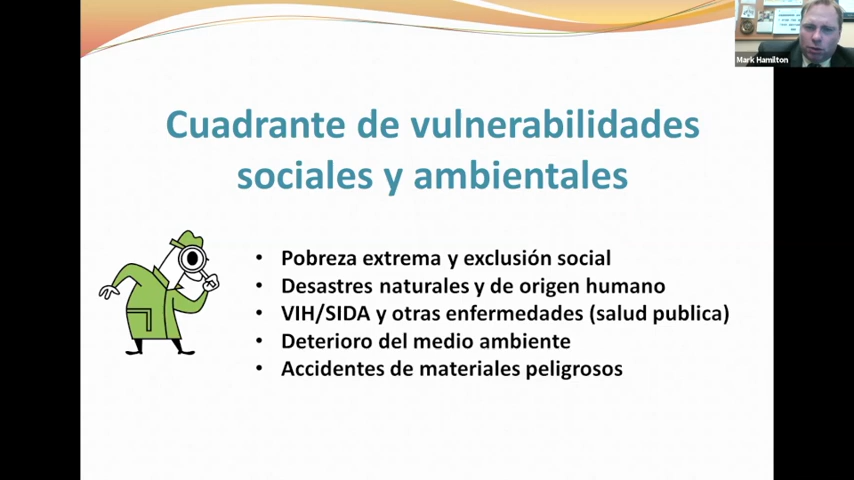 Mark Hamilton
Cuadrante de vulnerabilidades
sociales y ambientales
• Pobreza extrema y exclusión social
• Desastres naturales y de origen humano
• VIH/SIDA y otras enfermedades (salud publica)
• Deterioro del medio ambiente
• Accidentes de materiales peligrosos